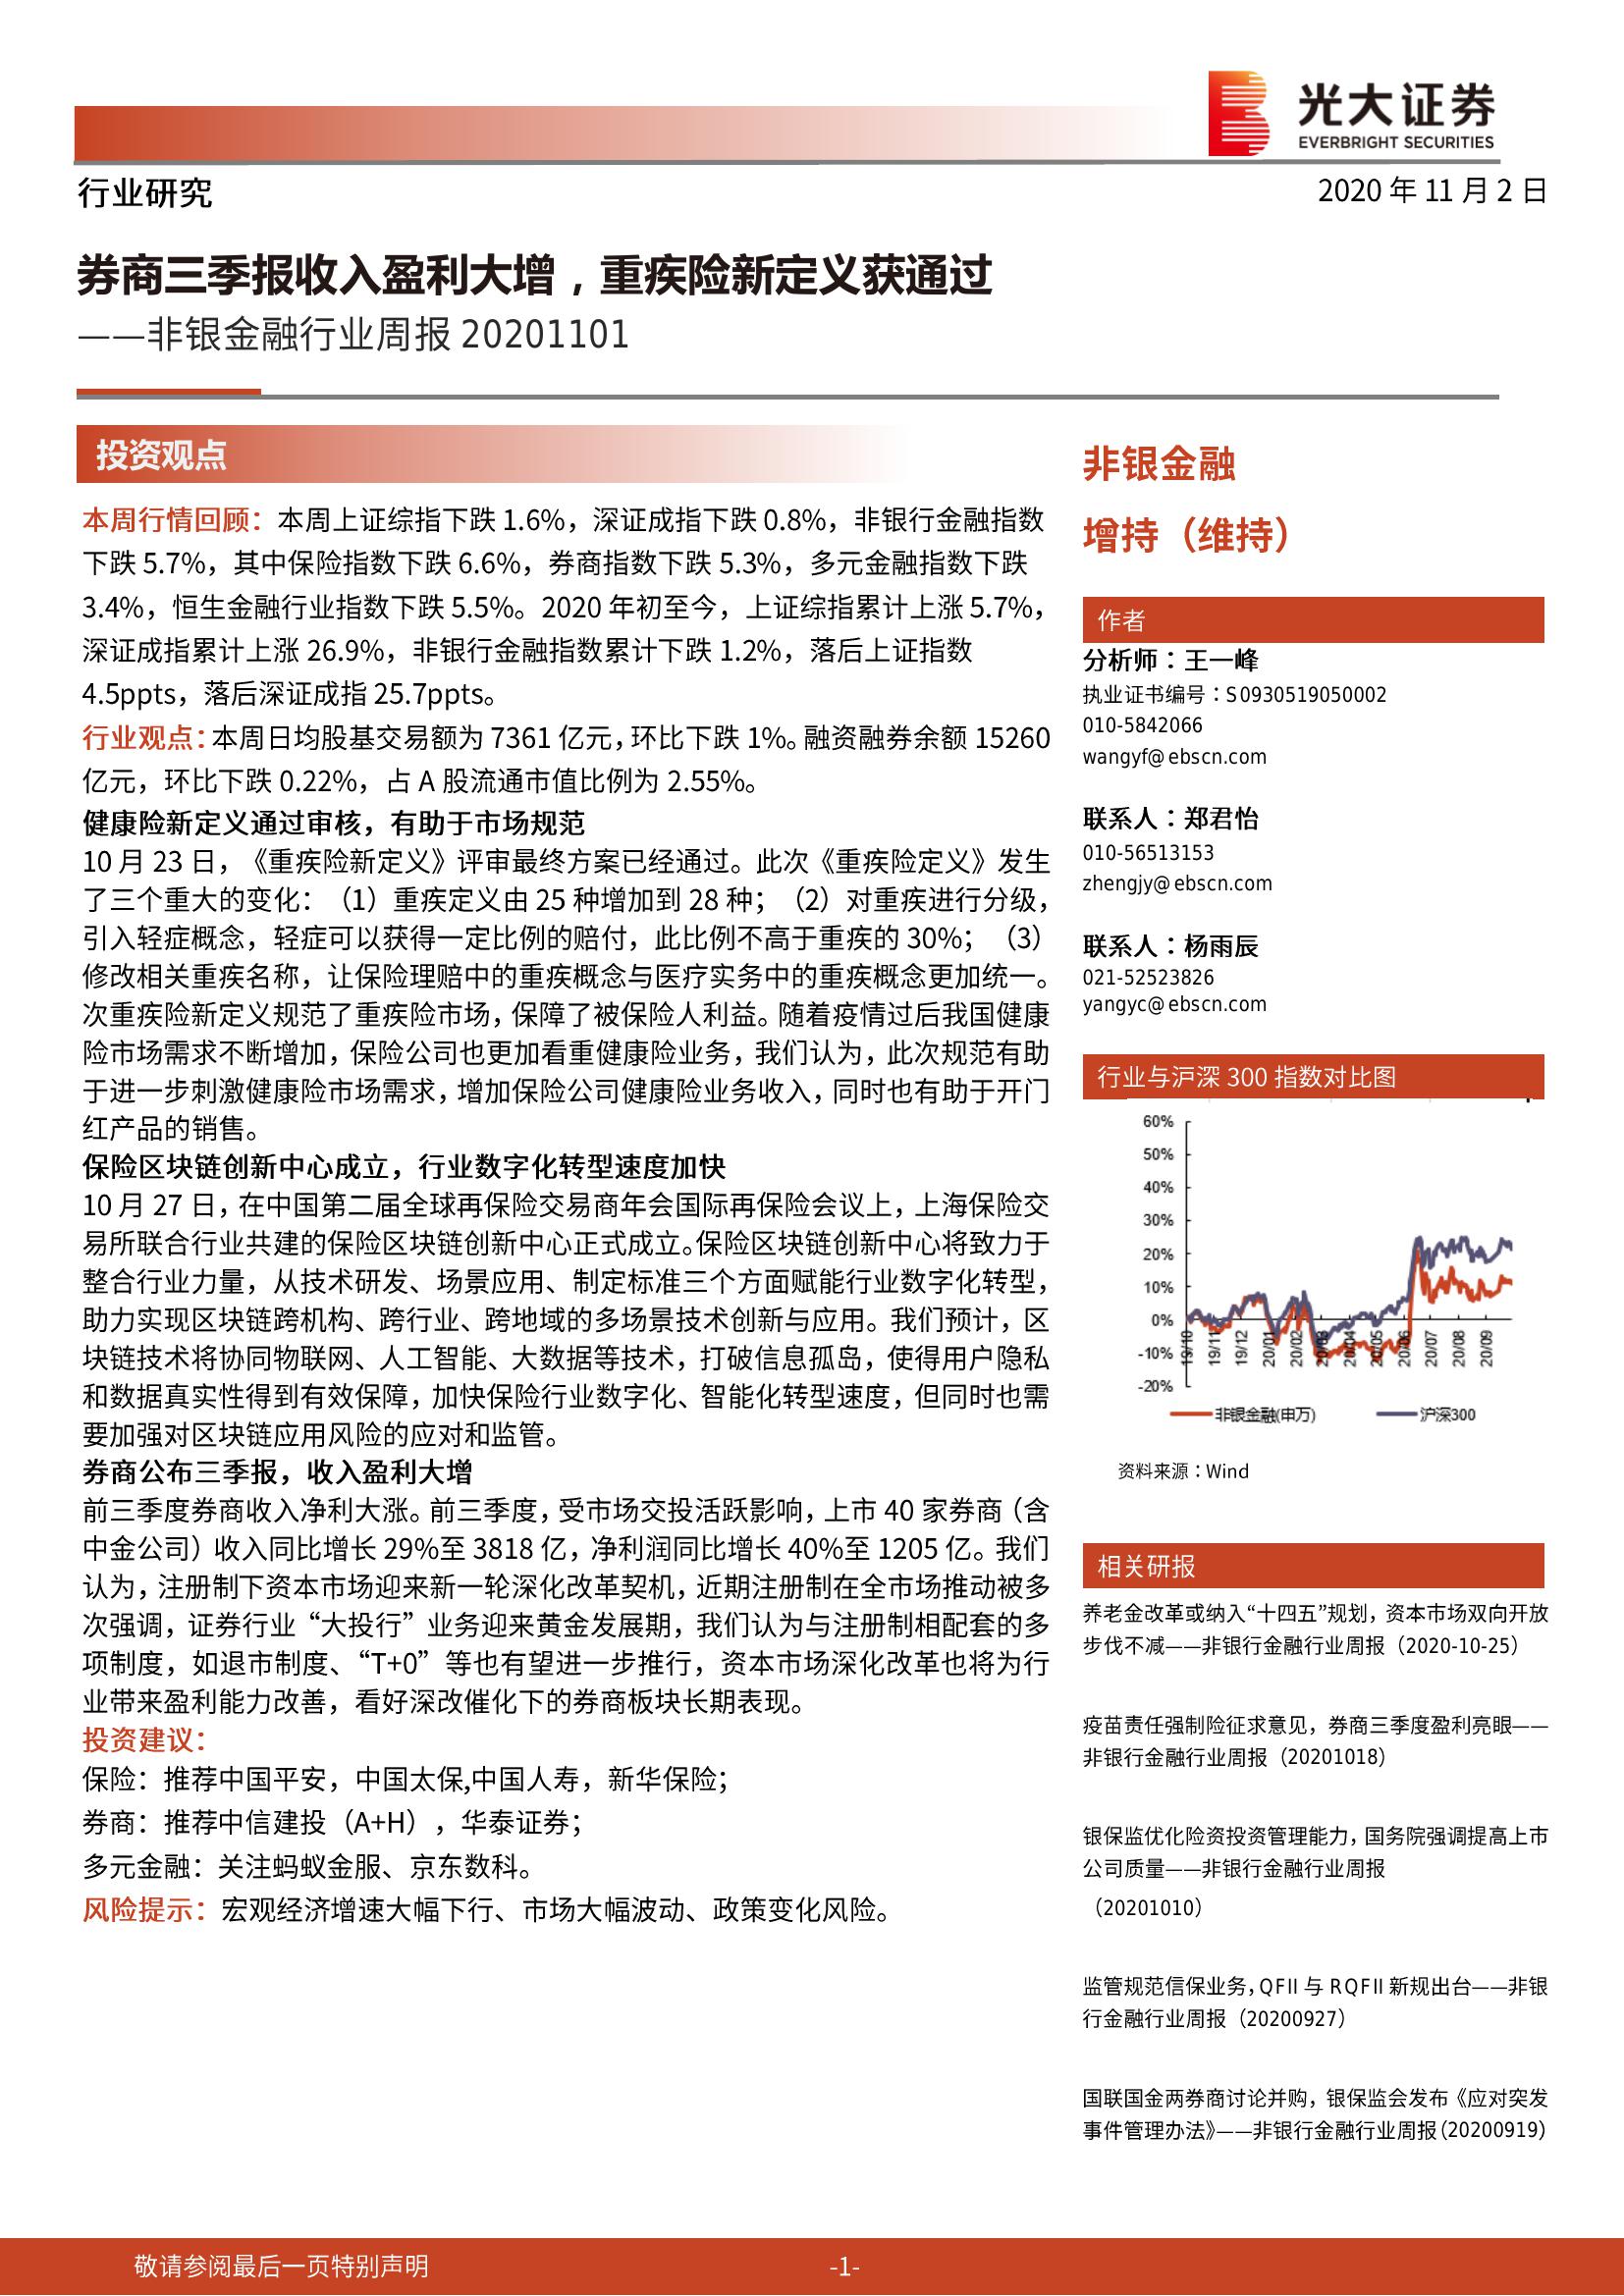 光大证券
EVERBRIGHT SECURITIES
行业研究
2020 年 11 月 2 日
券商三季报收入盈利大增，重疾险新定义获通过
——非银金融行业周报 20201101
投资观点
本周行情回顾：本周上证综指下跌 1.6%，深证成指下跌 0.8%，非银行金融指数
下跌 5.7%，其中保险指数下跌 6.6%，券商指数下跌 5.3%，多元金融指数下跌
3.4%，恒生金融行业指数下跌 5.5%。2020 年初至今，上证综指累计上涨 5.7%，
深证成指累计上涨 26.9%，非银行金融指数累计下跌 1.2%，落后上证指数
4.5ppts，落后深证成指 25.7ppts。
行业观点：本周日均股基交易额为 7361 亿元，环比下跌 1%。融资融券余额 15260
亿元，环比下跌 0.22%，占 A 股流通市值比例为 2.55%。
健康险新定义通过审核，有助于市场规范
10 月 23 日，《重疾险新定义》评审最终方案已经通过。此次《重疾险定义》发生
了三个重大的变化：（1）重疾定义由 25 种增加到 28 种；（2）对重疾进行分级，
引入轻症概念，轻症可以获得一定比例的赔付，此比例不高于重疾的 30%；（3）
修改相关重疾名称，让保险理赔中的重疾概念与医疗实务中的重疾概念更加统一。
次重疾险新定义规范了重疾险市场，保障了被保险人利益。随着疫情过后我国健康
险市场需求不断增加，保险公司也更加看重健康险业务，我们认为，此次规范有助
于进一步刺激健康险市场需求，增加保险公司健康险业务收入，同时也有助于开门
红产品的销售。
保险区块链创新中心成立，行业数字化转型速度加快
10 月 27 日，在中国第二届全球再保险交易商年会国际再保险会议上，上海保险交
易所联合行业共建的保险区块链创新中心正式成立。保险区块链创新中心将致力于
整合行业力量，从技术研发、场景应用、制定标准三个方面赋能行业数字化转型，
助力实现区块链跨机构、跨行业、跨地域的多场景技术创新与应用。我们预计，区
块链技术将协同物联网、人工智能、大数据等技术，打破信息孤岛，使得用户隐私
和数据真实性得到有效保障，加快保险行业数字化、智能化转型速度，但同时也需
要加强对区块链应用风险的应对和监管。
券商公布三季报，收入盈利大增
前三季度券商收入净利大涨。前三季度，受市场交投活跃影响，上市 40 家券商（含
中金公司）收入同比增长 29%至 3818 亿，净利润同比增长 40%至 1205 亿。我们
认为，注册制下资本市场迎来新一轮深化改革契机，近期注册制在全市场推动被多
次强调，证券行业“大投行”业务迎来黄金发展期，我们认为与注册制相配套的多
项制度，如退市制度、“T+0”等也有望进一步推行，资本市场深化改革也将为行
业带来盈利能力改善，看好深改催化下的券商板块长期表现。
投资建议：
保险：推荐中国平安，中国太保,中国人寿，新华保险；
券商：推荐中信建投（A+H），华泰证券；
多元金融：关注蚂蚁金服、京东数科。
风险提示：宏观经济增速大幅下行、市场大幅波动、政策变化风险。
非银金融
增持（维持）
作者
分析师：王一峰
执业证书编号：S0930519050002
010-5842066
wangyf@ebscn.com
联系人：郑君怡
010-56513153
zhengjy@ebscn.com
联系人：杨雨辰
021-52523826
yangyc@ebscn.com
行业与沪深 300 指数对比图
60%
50%
40%
30%
20%
10%
0%
-10%
-20%
19/10 19/11 19/12 20/01 20/02 20/03 20/04 20/05 20/06 20/07 20/08 20/09
非银金融(申万) 沪深300
资料来源：Wind
相关研报
养老金改革或纳入“十四五”规划，资本市场双向开放
步伐不减——非银行金融行业周报（2020-10-25）
疫苗责任强制险征求意见，券商三季度盈利亮眼——
非银行金融行业周报（20201018）
银保监优化险资投资管理能力，国务院强调提高上市
公司质量——非银行金融行业周报
（20201010）
监管规范信保业务，QFII 与 RQFII 新规出台——非银
行金融行业周报（20200927）
国联国金两券商讨论并购，银保监会发布《应对突发
事件管理办法》——非银行金融行业周报（20200919）
敬请参阅最后一页特别声明
-1-